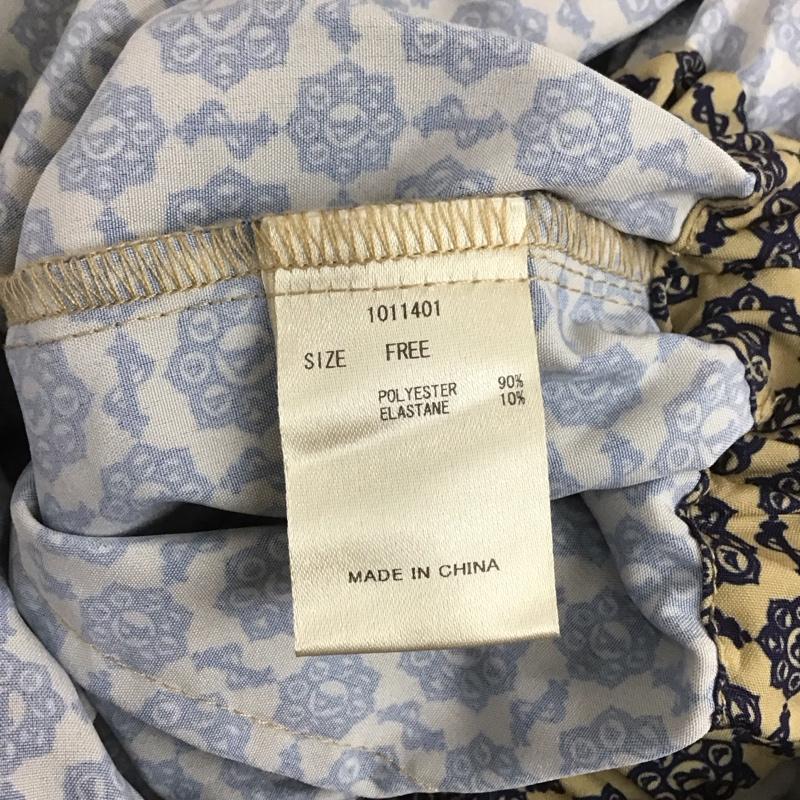 1011401
SIZE FREE
POLYESTER 90%
ELASTANE 10%
MADE IN CHINA